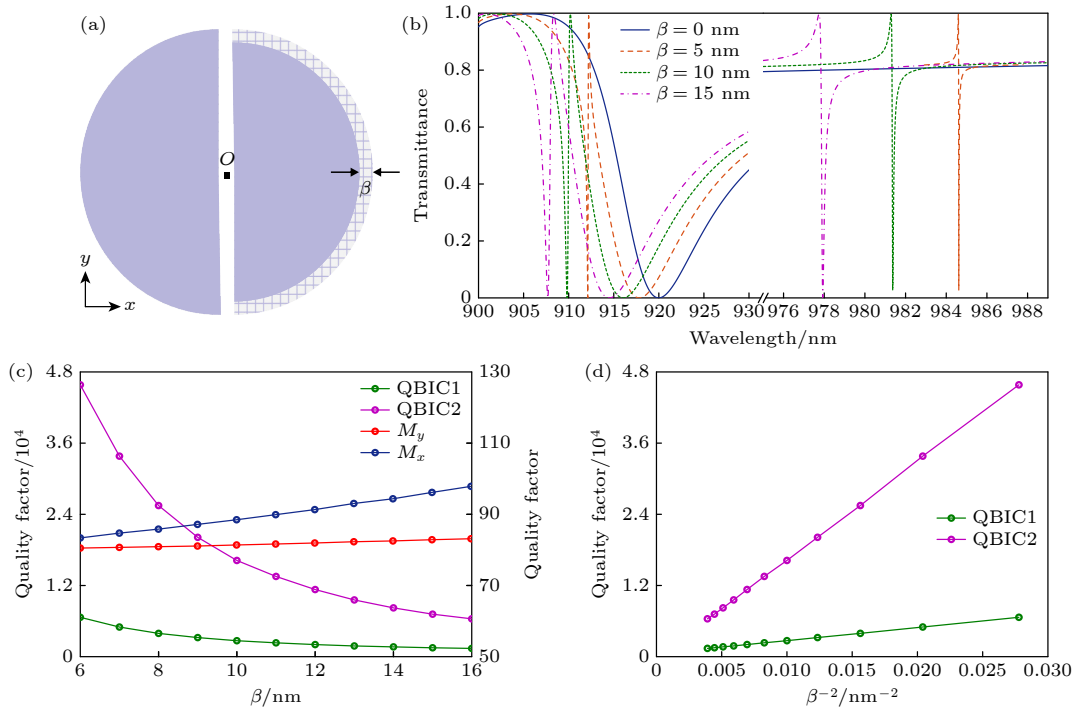 (a)
O
β
y
x
(b)
1.0
0.8
0.6
0.4
0.2
0
Transmittance
β = 0 nm
β = 5 nm
β = 10 nm
β = 15 nm
900 905 910 915 920 925 930 976 978 980 982 984 986 988
Wavelength/nm
(c)
4.8
3.6
2.4
1.2
0
Quality factor/10⁴
QBIC1
QBIC2
My
Mx
130
110
90
70
50
Quality factor
6 8 10 12 14 16
β/nm
(d)
4.8
3.6
2.4
1.2
0
Quality factor/10⁴
QBIC1
QBIC2
0 0.005 0.010 0.015 0.020 0.025 0.030
β⁻²/nm⁻²